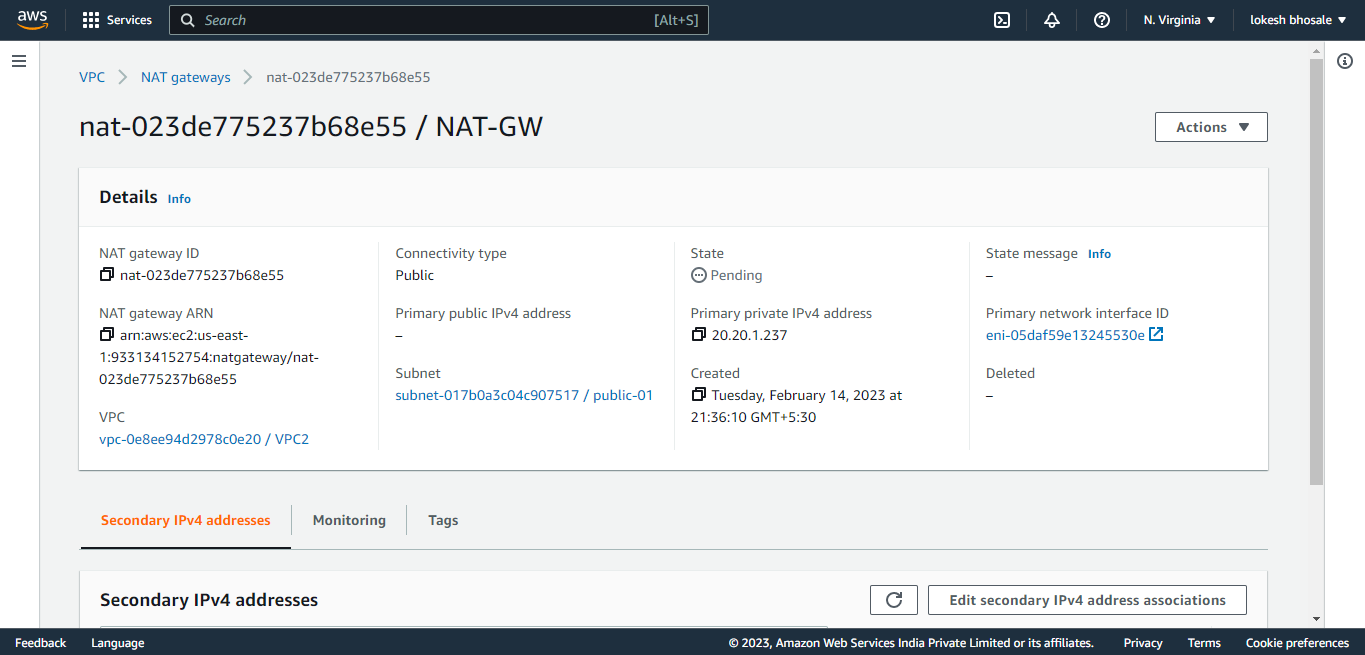 aws
Services
Search
[Alt+S]
N. Virginia
lokesh bhosale
VPC
NAT gateways
nat-023de775237b68e55
nat-023de775237b68e55 / NAT-GW
Actions
Details
Info
NAT gateway ID
nat-023de775237b68e55
NAT gateway ARN
arn:aws:ec2:us-east-
1:933134152754:natgateway/nat-
023de775237b68e55
VPC
vpc-0e8ee94d2978c0e20 / VPC2
Connectivity type
Public
Primary public IPv4 address
–
Subnet
subnet-017b0a3c04c907517 / public-01
State
Pending
Primary private IPv4 address
20.20.1.237
Created
Tuesday, February 14, 2023 at
21:36:10 GMT+5:30
State message
Info
–
Primary network interface ID
eni-05daf59e13245530e
Deleted
–
Secondary IPv4 addresses
Monitoring
Tags
Secondary IPv4 addresses
Edit secondary IPv4 address associations
Feedback
Language
© 2023, Amazon Web Services India Private Limited or its affiliates.
Privacy
Terms
Cookie preferences